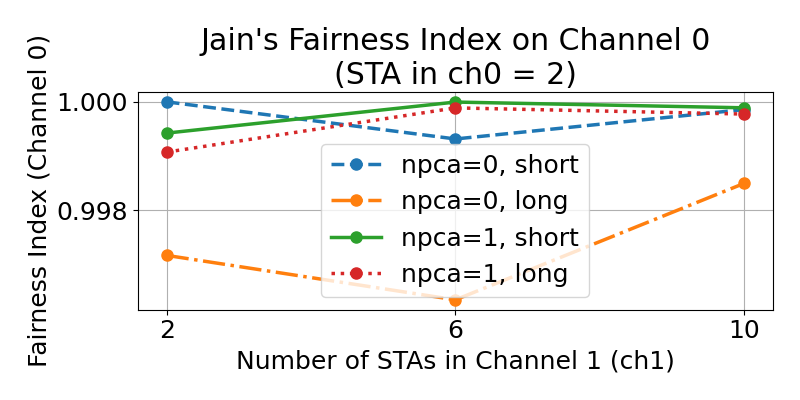 Jain's Fairness Index on Channel 0
(STA in ch0 = 2)
Fairness Index (Channel 0)
1.000
0.998
npca=0, short
npca=0, long
npca=1, short
npca=1, long
2 6 10
Number of STAs in Channel 1 (ch1)